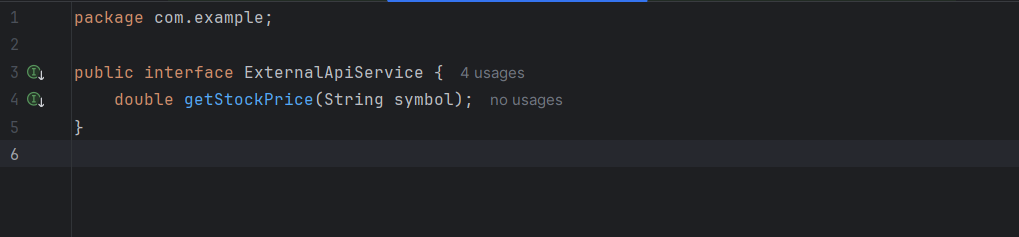 1 package com.example;
2
3 public interface ExternalApiService { 4 usages
4 double getStockPrice(String symbol); no usages
5 }
6